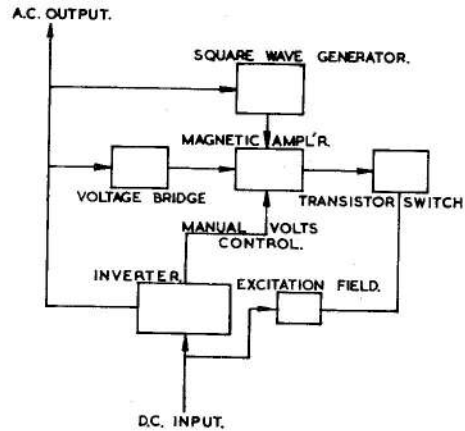 A.C. OUTPUT.
SQUARE WAVE GENERATOR.
MAGNETIC AMPL'R.
VOLTAGE BRIDGE
TRANSISTOR SWITCH
MANUAL VOLTS
CONTROL.
INVERTER.
EXCITATION FIELD.
D.C. INPUT.